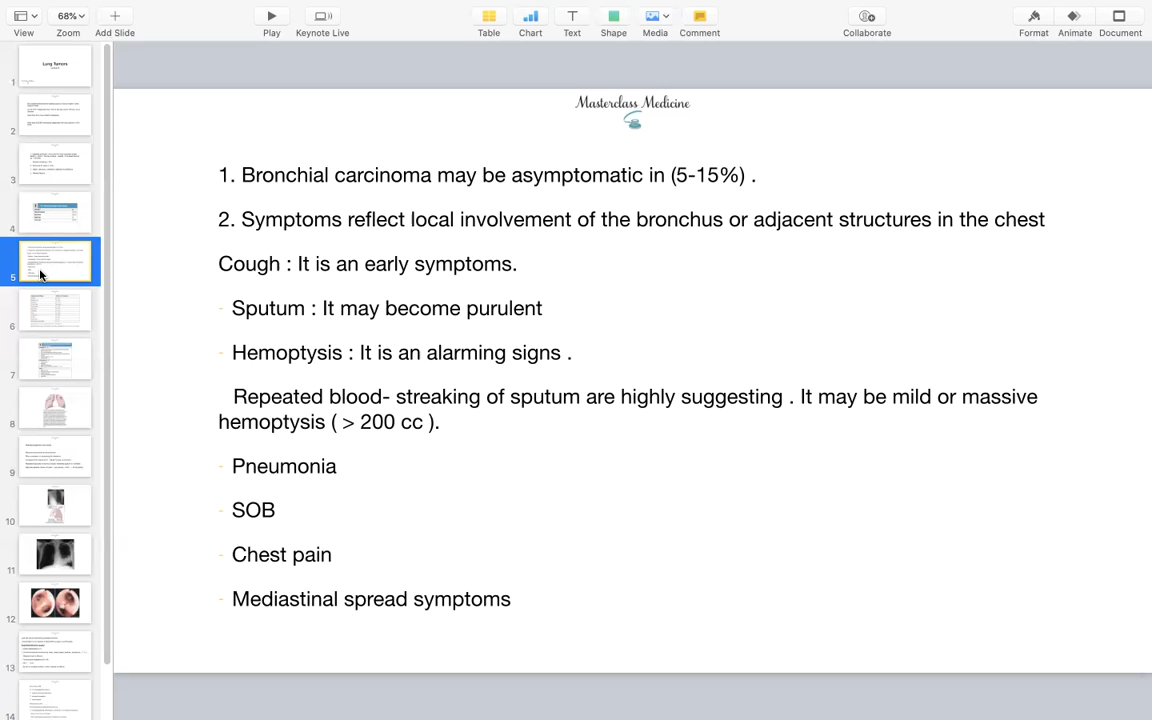 68%
View
Zoom
Add Slide
Play
Keynote Live
Table
Chart
Text
Shape
Media
Comment
Collaborate
Format
Animate
Document
Lung Tumors
1
2
3
4
5
6
7
8
9
10
11
12
13
14
Masterclass Medicine
1. Bronchial carcinoma may be asymptomatic in (5-15%) .
2. Symptoms reflect local involvement of the bronchus or adjacent structures in the chest
Cough : It is an early symptoms.
- Sputum : It may become purulent
- Hemoptysis : It is an alarming signs .
Repeated blood- streaking of sputum are highly suggesting . It may be mild or massive
hemoptysis ( > 200 cc ).
- Pneumonia
- SOB
- Chest pain
- Mediastinal spread symptoms